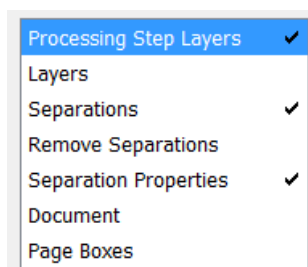 Processing Step Layers
Layers
Separations
Remove Separations
Separation Properties
Document
Page Boxes